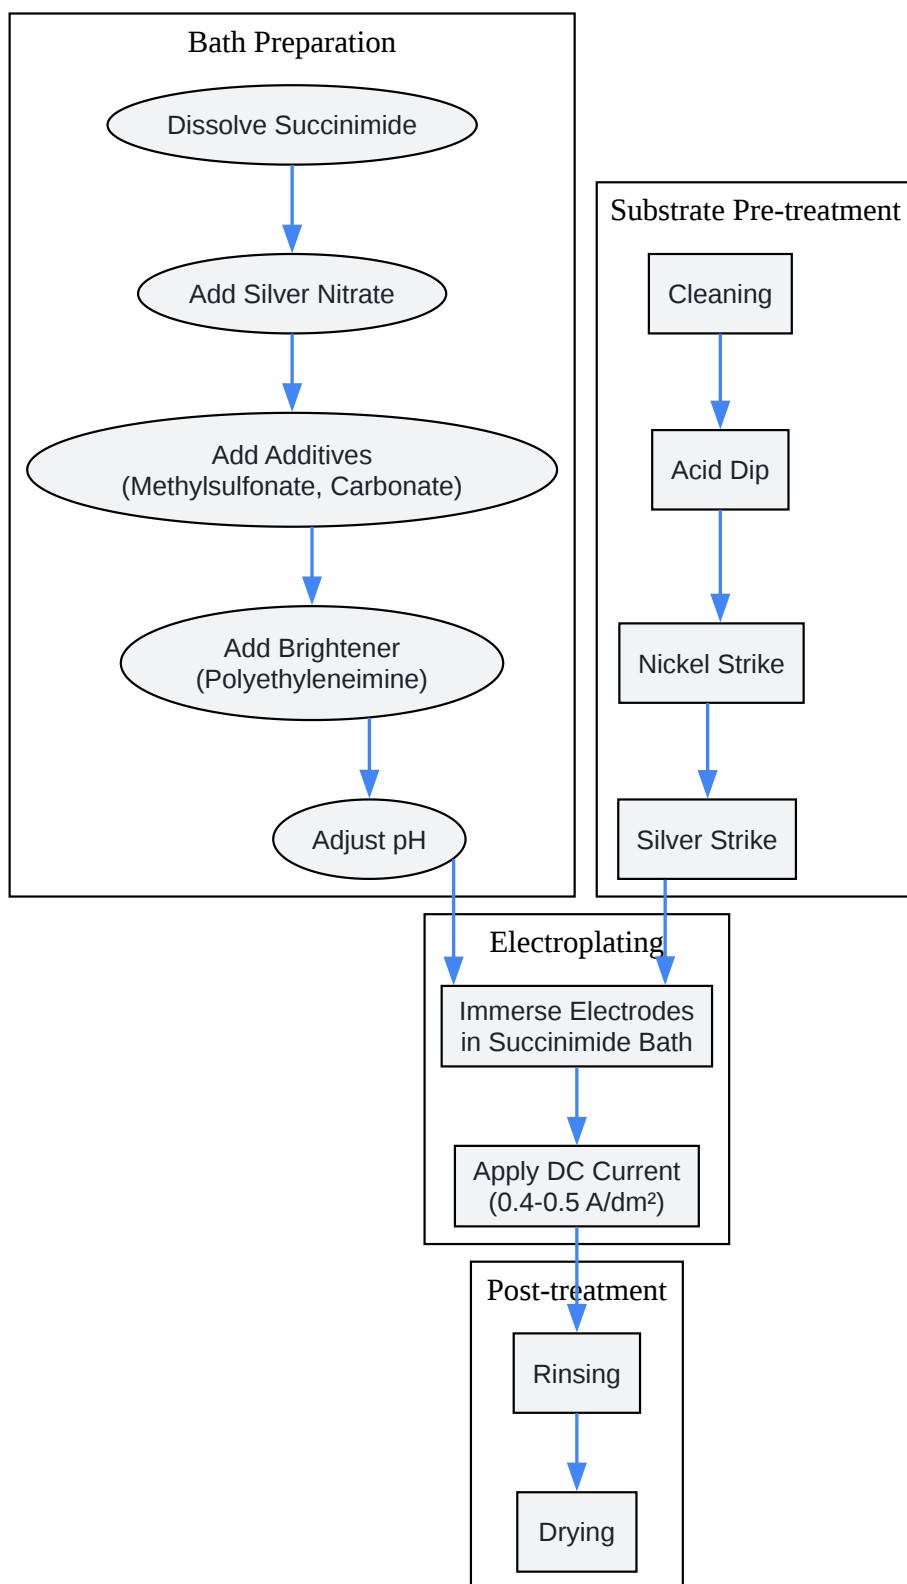 Bath Preparation
Dissolve Succinimide
Add Silver Nitrate
Add Additives
(Methylsulfonate, Carbonate)
Add Brightener
(Polyethyleneimine)
Adjust pH
Substrate Pre-treatment
Cleaning
Acid Dip
Nickel Strike
Silver Strike
Electroplating
Immerse Electrodes
in Succinimide Bath
Apply DC Current
(0.4-0.5 A/dm²)
Post-treatment
Rinsing
Drying